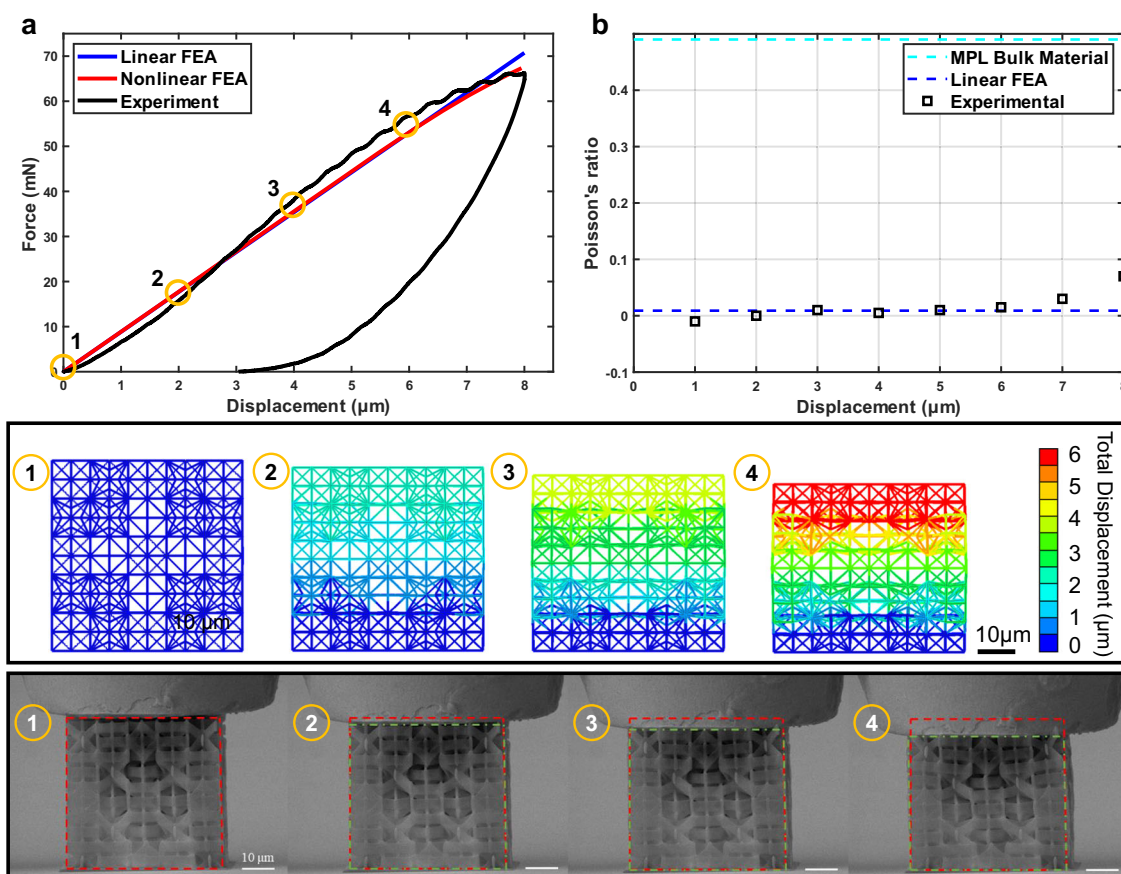 a
Linear FEA
Nonlinear FEA
Experiment
Force (mN)
70
60
50
40
30
20
10
0
1
2
3
4
0 1 2 3 4 5 6 7 8
Displacement (µm)
b
MPL Bulk Material
Linear FEA
Experimental
Poisson's ratio
0.4
0.3
0.2
0.1
0
-0.1
0 1 2 3 4 5 6 7 8
Displacement (µm)
1
2
3
4
10 µm
10µm
6
5
4
3
2
1
0
Total Displacement (µm)
1
2
3
4
10 µm